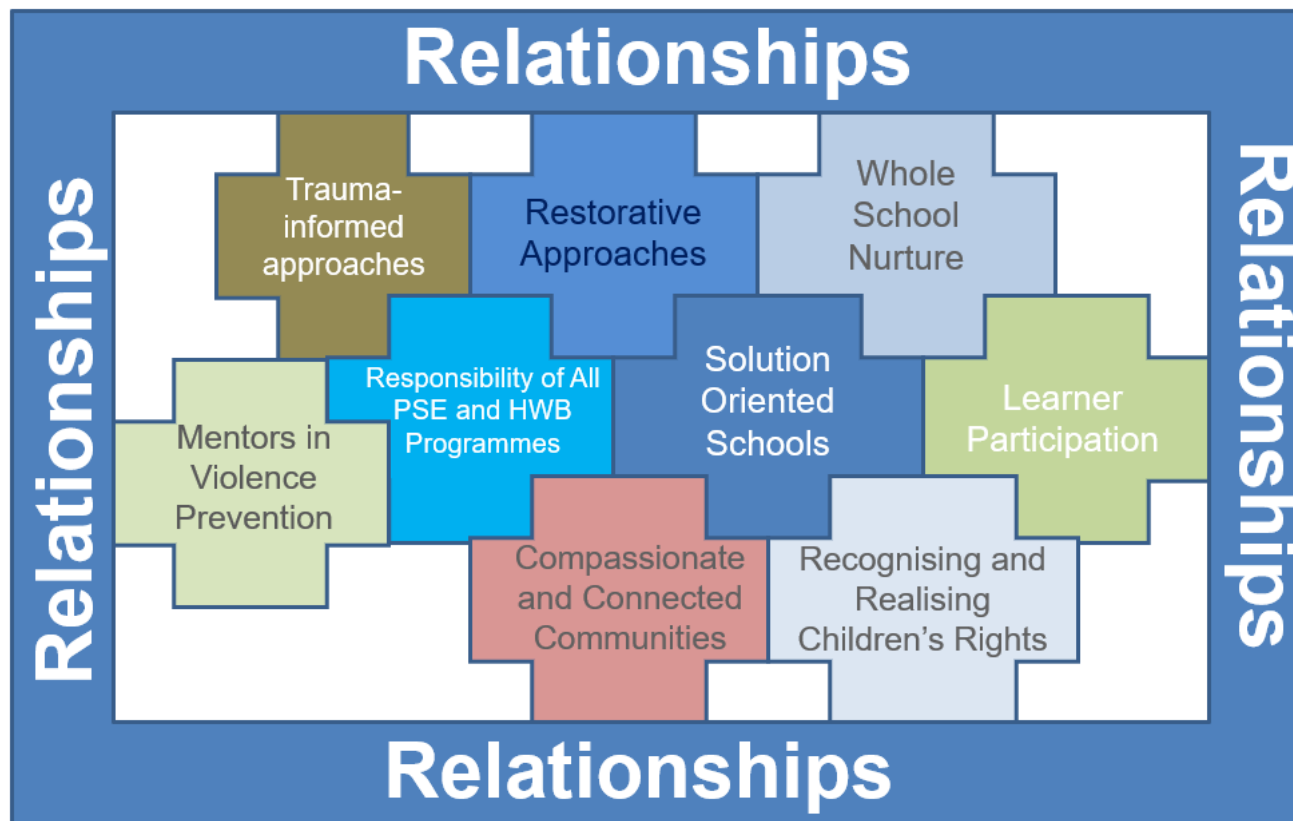 Relationships
Relationships
Trauma-
informed
approaches
Restorative
Approaches
Whole
School
Nurture
Relationships
Mentors in
Violence
Prevention
Responsibility of All
PSE and HWB
Programmes
Solution
Oriented
Schools
Learner
Participation
Compassionate
and Connected
Communities
Recognising and
Realising
Children’s Rights
Relationships